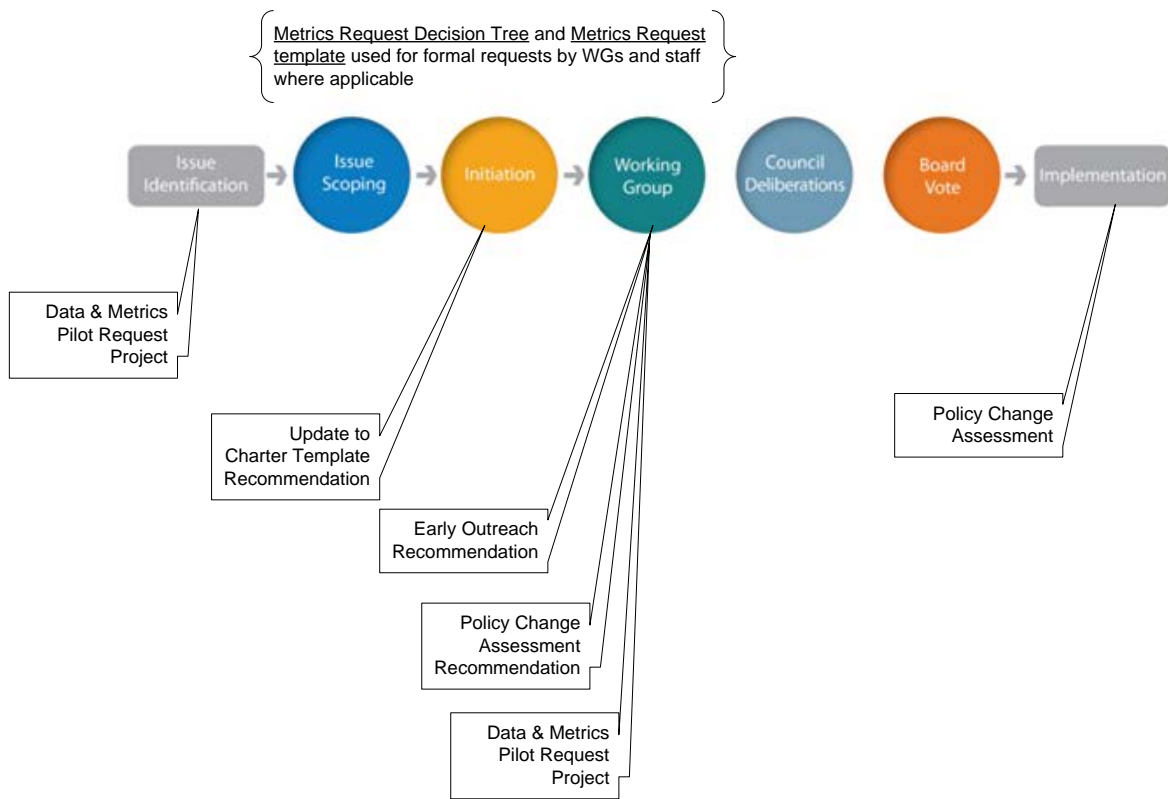 Metrics Request Decision Tree and Metrics Request
template used for formal requests by WGs and staff
where applicable
Issue
Identification
Issue
Scoping
Initiation
Working
Group
Council
Deliberations
Board
Vote
Implementation
Data & Metrics
Pilot Request
Project
Update to
Charter Template
Recommendation
Policy Change
Assessment
Early Outreach
Recommendation
Policy Change
Assessment
Recommendation
Data & Metrics
Pilot Request
Project